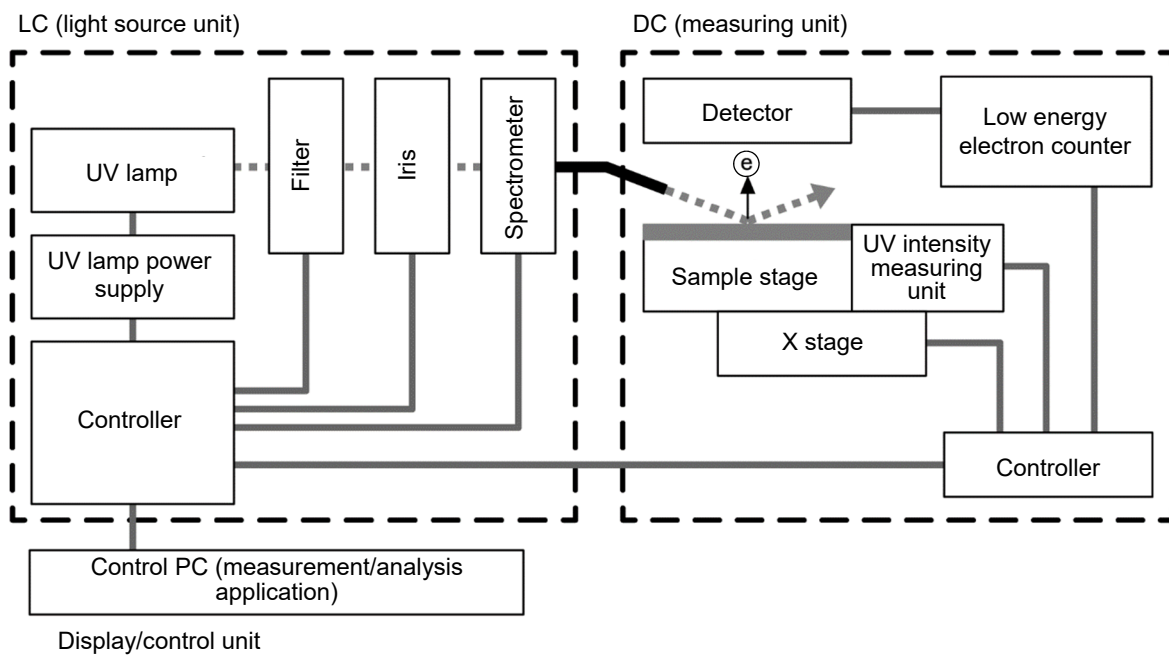 LC (light source unit)
DC (measuring unit)
UV lamp
Filter
Iris
Spectrometer
UV lamp power
supply
Controller
Detector
Low energy
electron counter
e
Sample stage
UV intensity
measuring
unit
X stage
Controller
Control PC (measurement/analysis
application)
Display/control unit